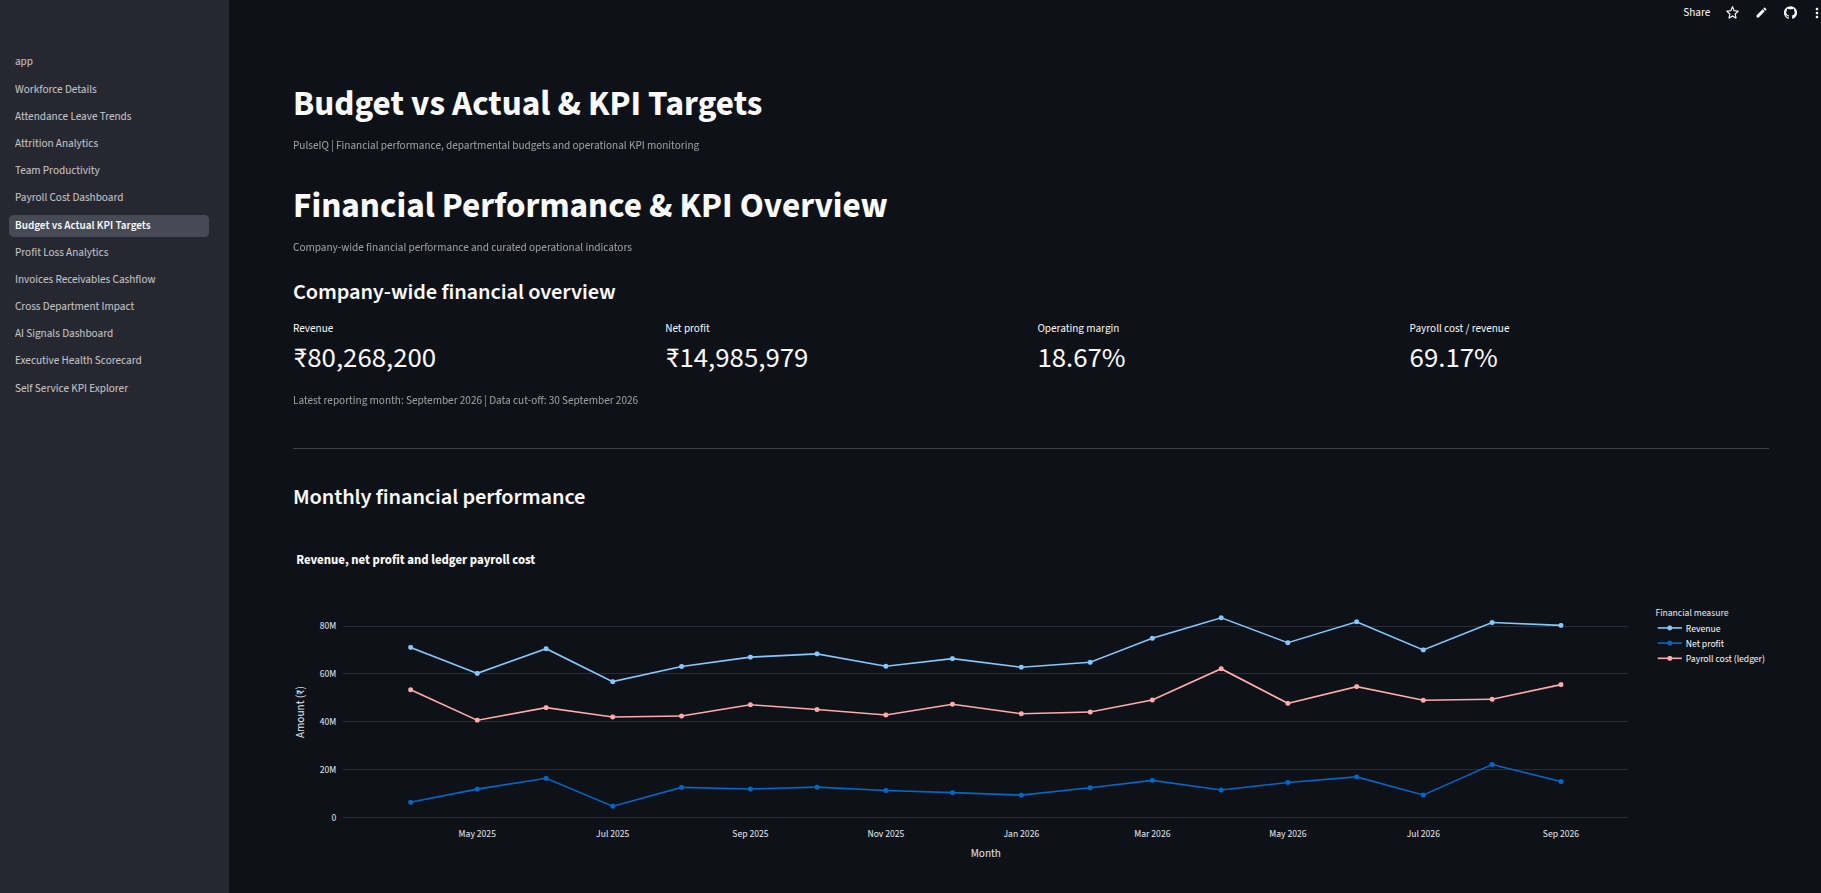 Share
app
Workforce Details
Attendance Leave Trends
Attrition Analytics
Team Productivity
Payroll Cost Dashboard
Budget vs Actual KPI Targets
Profit Loss Analytics
Invoices Receivables Cashflow
Cross Department Impact
AI Signals Dashboard
Executive Health Scorecard
Self Service KPI Explorer
Budget vs Actual & KPI Targets
PulseIQ | Financial performance, departmental budgets and operational KPI monitoring
Financial Performance & KPI Overview
Company-wide financial performance and curated operational indicators
Company-wide financial overview
Revenue
₹80,268,200
Net profit
₹14,985,979
Operating margin
18.67%
Payroll cost / revenue
69.17%
Latest reporting month: September 2026 | Data cut-off: 30 September 2026
Monthly financial performance
Revenue, net profit and ledger payroll cost
Financial measure
Revenue
Net profit
Payroll cost (ledger)
Amount (₹)
80M
60M
40M
20M
0
May 2025
Jul 2025
Sep 2025
Nov 2025
Jan 2026
Mar 2026
May 2026
Jul 2026
Sep 2026
Month